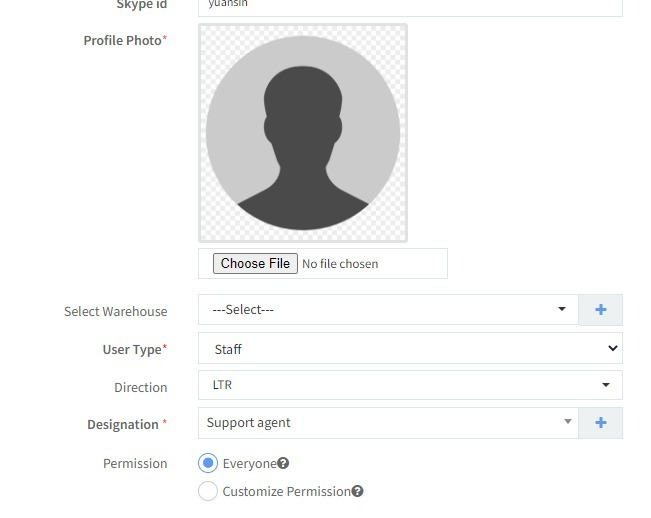 Skype id
yuansin
Profile Photo*
Choose File No file chosen
Select Warehouse
---Select---
+
User Type*
Staff
Direction
LTR
Designation *
Support agent
+
Permission
Everyone?
Customize Permission?